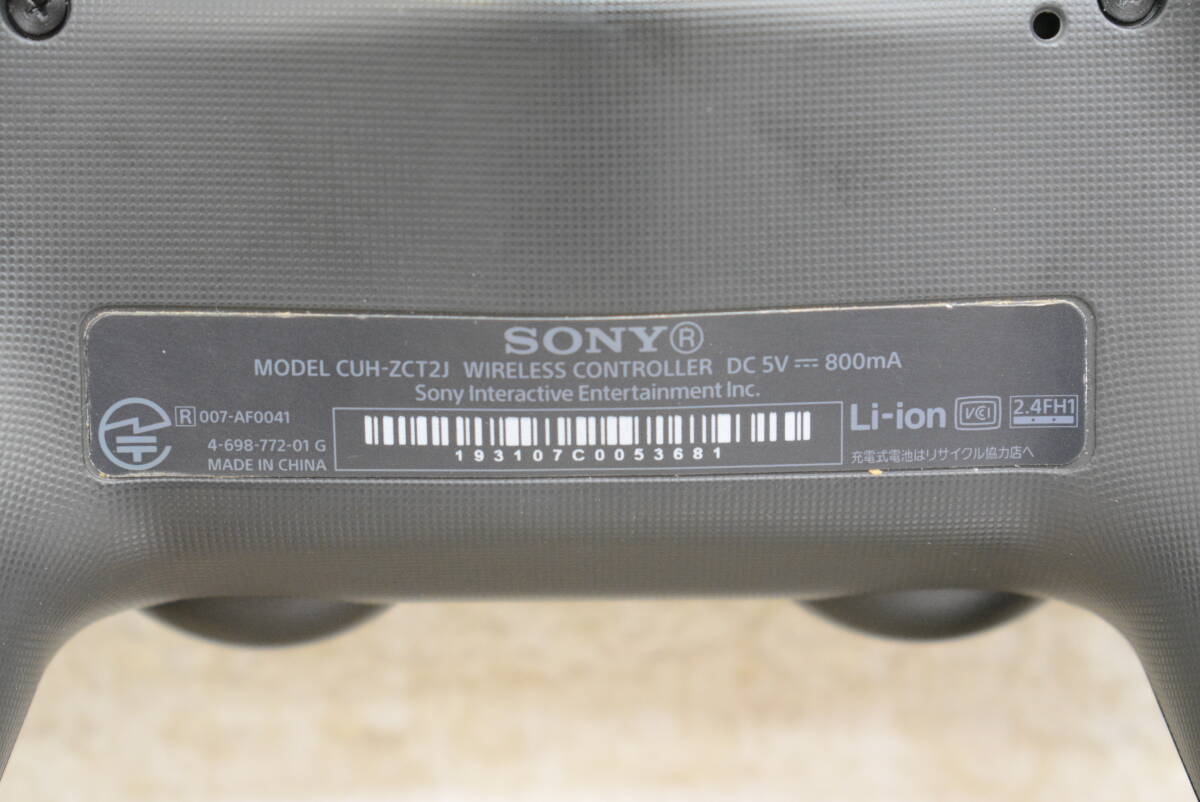 SONY®
MODEL CUH-ZCT2J WIRELESS CONTROLLER DC 5V ⎓ 800mA
Sony Interactive Entertainment Inc.
R 007-AF0041
4-698-772-01 G
MADE IN CHINA
193107C0053681
Li-ion VCCI 2.4FH1
充電式電池はリサイクル協力店へ